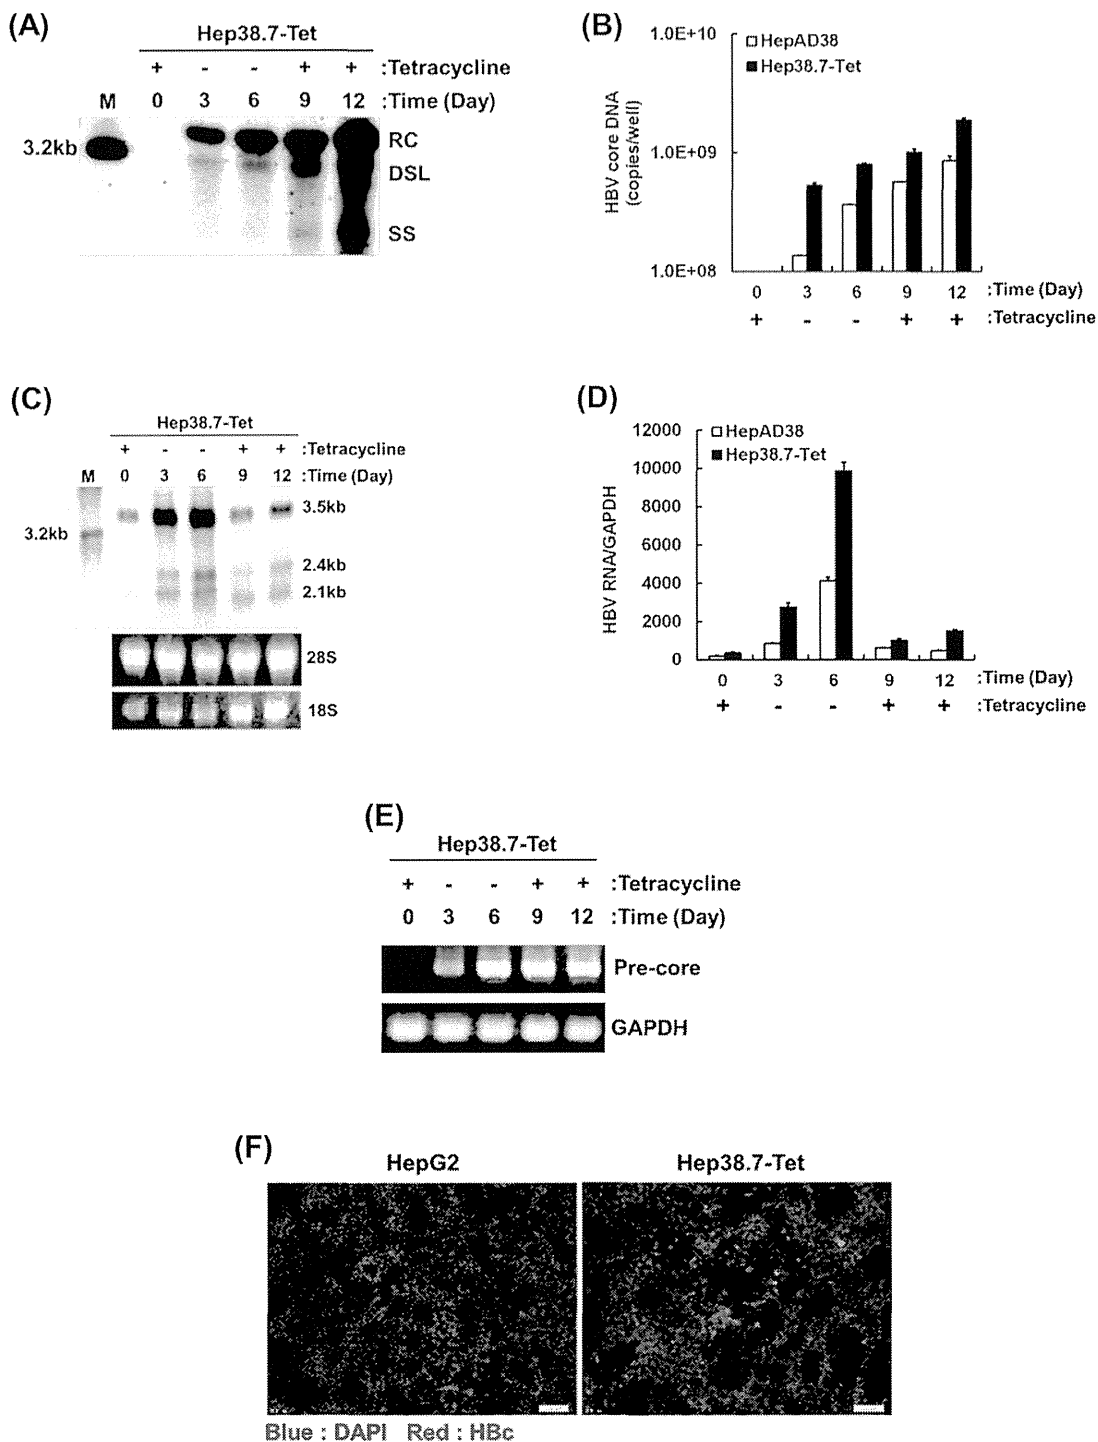 (A)
Hep38.7-Tet
+ - - + + :Tetracycline
M 0 3 6 9 12 :Time (Day)
3.2kb
RC
DSL
SS
(B)
HBV core DNA
(copies/well)
1.0E+10
1.0E+09
1.0E+08
HepAD38
Hep38.7-Tet
0 3 6 9 12 :Time (Day)
+ - - + + :Tetracycline
(C)
Hep38.7-Tet
+ - - + + :Tetracycline
M 0 3 6 9 12 :Time (Day)
3.2kb
3.5kb
2.4kb
2.1kb
28S
18S
(D)
HBV RNA/GAPDH
12000
10000
8000
6000
4000
2000
0
HepAD38
Hep38.7-Tet
0 3 6 9 12 :Time (Day)
+ - - + + :Tetracycline
(E)
Hep38.7-Tet
+ - - + + :Tetracycline
0 3 6 9 12 :Time (Day)
Pre-core
GAPDH
(F)
HepG2 Hep38.7-Tet
Blue : DAPI Red : HBc